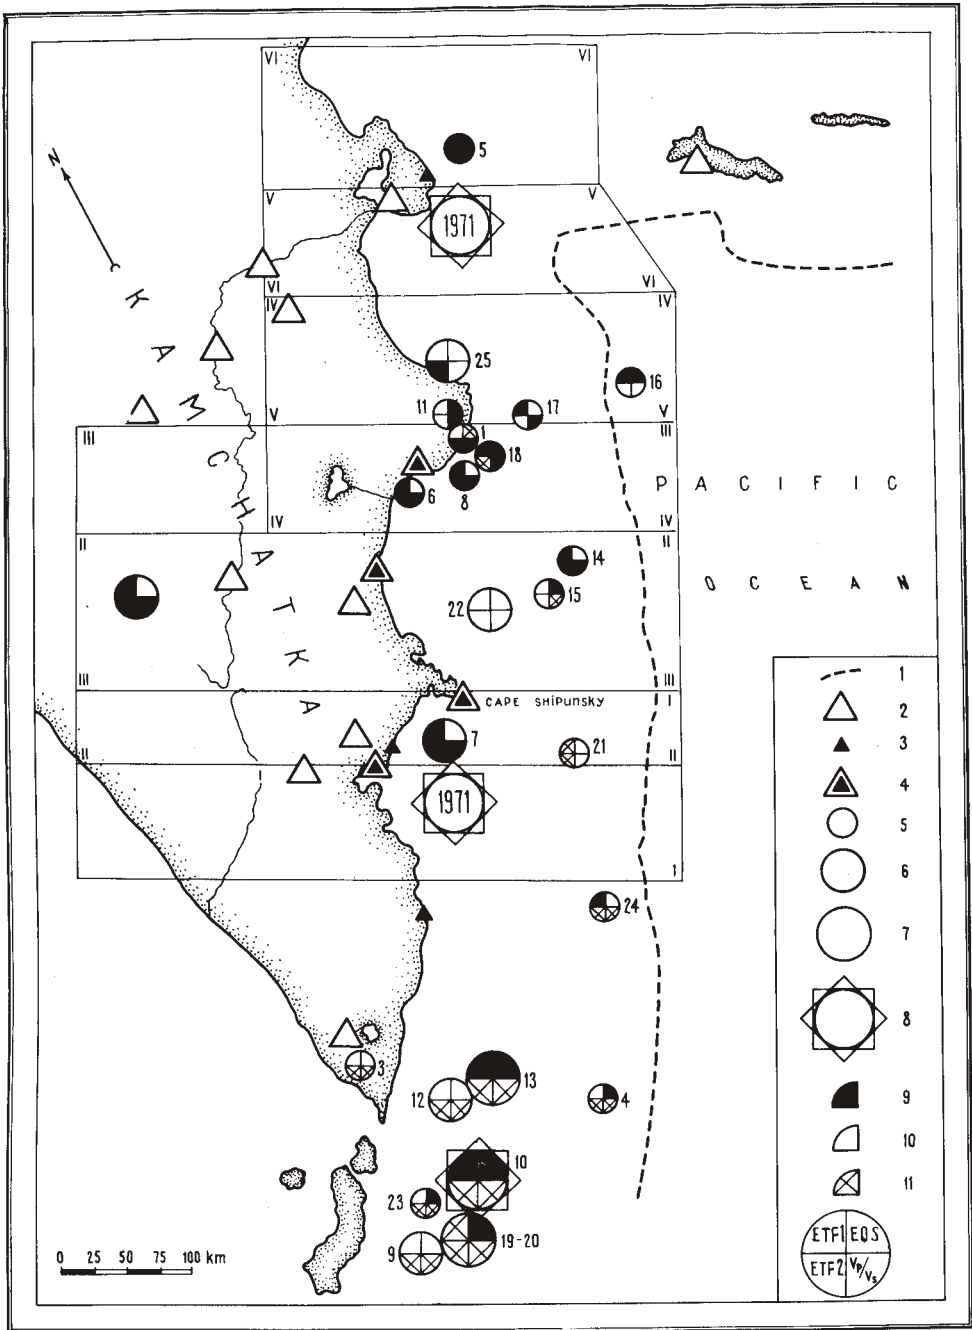 VI VI
5
N
V V
1971
VI VI
IV IV
25
16
11 17
V V
III III
1
18
6 8
IV IV
II II
14
15
22
III III
I
CAPE SHIPUNSKY
7
21
II II
1971
I
24
3
12 13
4
10
23
19-20
9
KAMCHATKA
PACIFIC
OCEAN
0 25 50 75 100 km
1
2
3
4
5
6
7
8
9
10
11
ETF1 EQS
ETF2 Vp/Vs